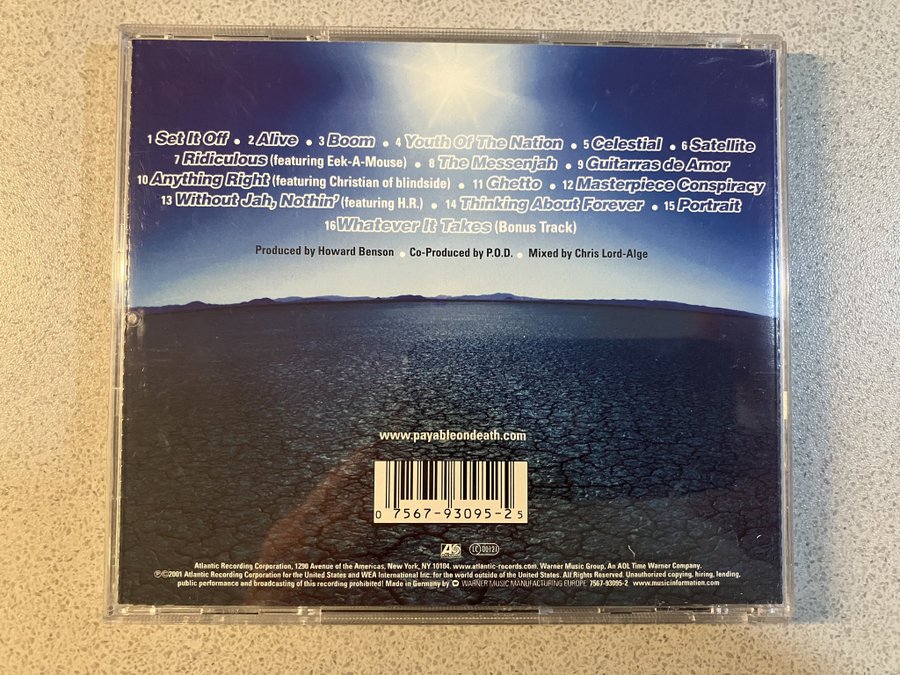 1 Set It Off • 2 Alive • 3 Boom • 4 Youth Of The Nation • 5 Celestial • 6 Satellite
7 Ridiculous (featuring Eek-A-Mouse) • 8 The Messenjah • 9 Guitarras de Amor
10 Anything Right (featuring Christian of blindside) • 11 Ghetto • 12 Masterpiece Conspiracy
13 Without Jah, Nothin' (featuring H.R.) • 14 Thinking About Forever • 15 Portrait
16 Whatever It Takes (Bonus Track)
Produced by Howard Benson • Co-Produced by P.O.D. • Mixed by Chris Lord-Alge
www.payableondeath.com
0 7567-93095-2 5
LC 00121
Atlantic Recording Corporation, 1290 Avenue of the Americas, New York, NY 10104. www.atlantic-records.com. Warner Music Group, An AOL Time Warner Company.
℗©2001 Atlantic Recording Corporation for the United States and WEA International Inc. for the world outside of the United States. All Rights Reserved. Unauthorized copying, hiring, lending,
public performance and broadcasting of this recording prohibited! Made in Germany by WARNER MUSIC MANUFACTURING EUROPE 7567-93095-2 www.musicinformation.com